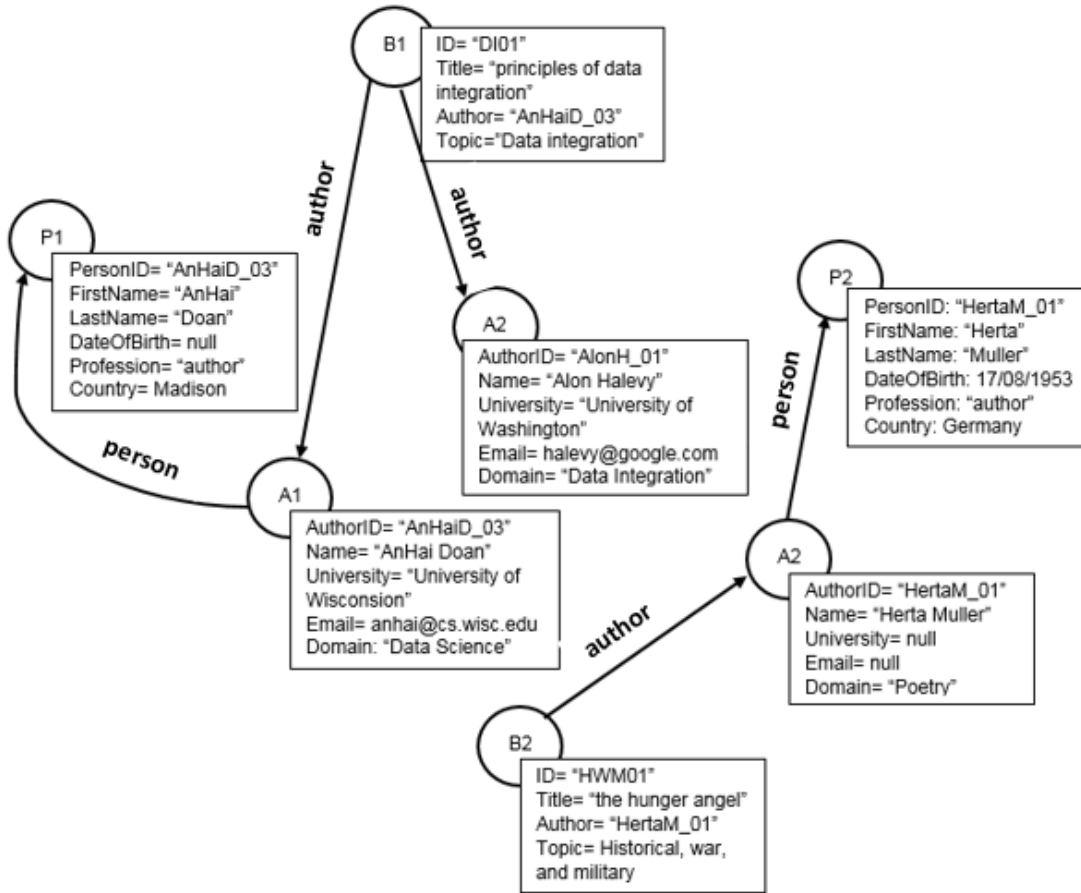 B1
ID= “DI01”
Title= “principles of data
integration”
Author= “AnHaiD_03”
Topic=”Data integration”
author
author
P1
PersonID= “AnHaiD_03”
FirstName= “AnHai”
LastName= “Doan”
DateOfBirth= null
Profession= “author”
Country= Madison
person
A2
AuthorID= “AlonH_01”
Name= “Alon Halevy”
University= “University of
Washington”
Email= halevy@google.com
Domain= “Data Integration”
P2
PersonID: “HertaM_01”
FirstName: “Herta”
LastName: “Muller”
DateOfBirth: 17/08/1953
Profession: “author”
Country: Germany
person
A1
AuthorID= “AnHaiD_03”
Name= “AnHai Doan”
University= “University of
Wisconsion”
Email= anhai@cs.wisc.edu
Domain: “Data Science”
A2
AuthorID= “HertaM_01”
Name= “Herta Muller”
University= null
Email= null
Domain= “Poetry”
author
B2
ID= “HWM01”
Title= “the hunger angel”
Author= “HertaM_01”
Topic= Historical, war,
and military